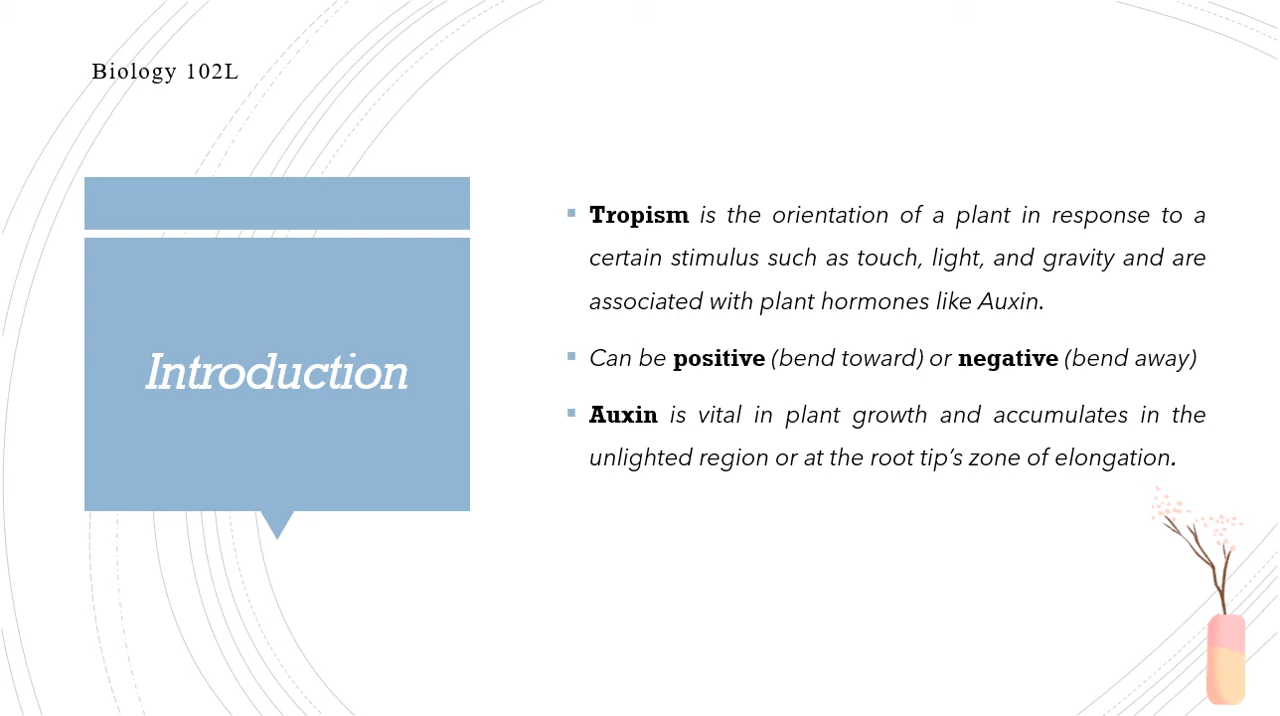 Biology 102L
Introduction
Tropism is the orientation of a plant in response to a
certain stimulus such as touch, light, and gravity and are
associated with plant hormones like Auxin.
Can be positive (bend toward) or negative (bend away)
Auxin is vital in plant growth and accumulates in the
unlighted region or at the root tip’s zone of elongation.